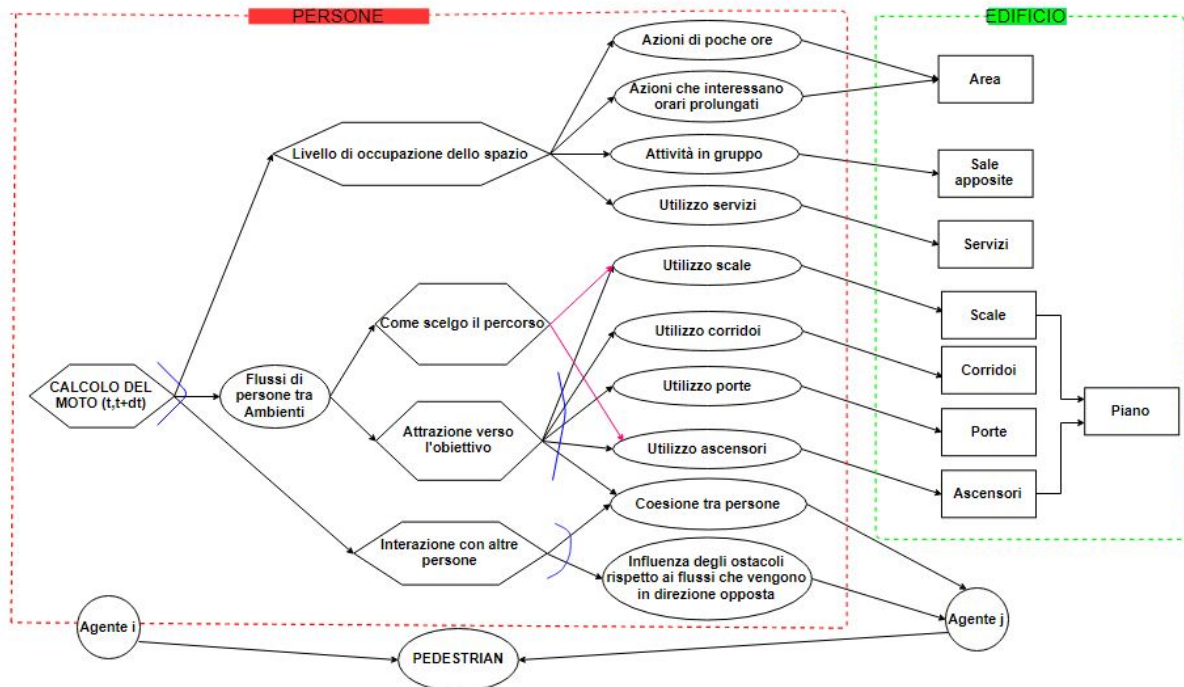 PERSONE
EDIFICIO
Azioni di poche ore
Azioni che interessano
orari prolungati
Area
Livello di occupazione dello spazio
Attività in gruppo
Sale
apposite
Utilizzo servizi
Servizi
Utilizzo scale
Scale
Come scelgo il percorso
Utilizzo corridoi
Corridoi
CALCOLO DEL
MOTO (t,t+dt)
Flussi di
persone tra
Ambienti
Utilizzo porte
Porte
Piano
Attrazione verso
l'obiettivo
Utilizzo ascensori
Ascensori
Coesione tra persone
Interazione con altre
persone
Influenza degli ostacoli
rispetto ai flussi che vengono
in direzione opposta
Agente i
Agente j
PEDESTRIAN